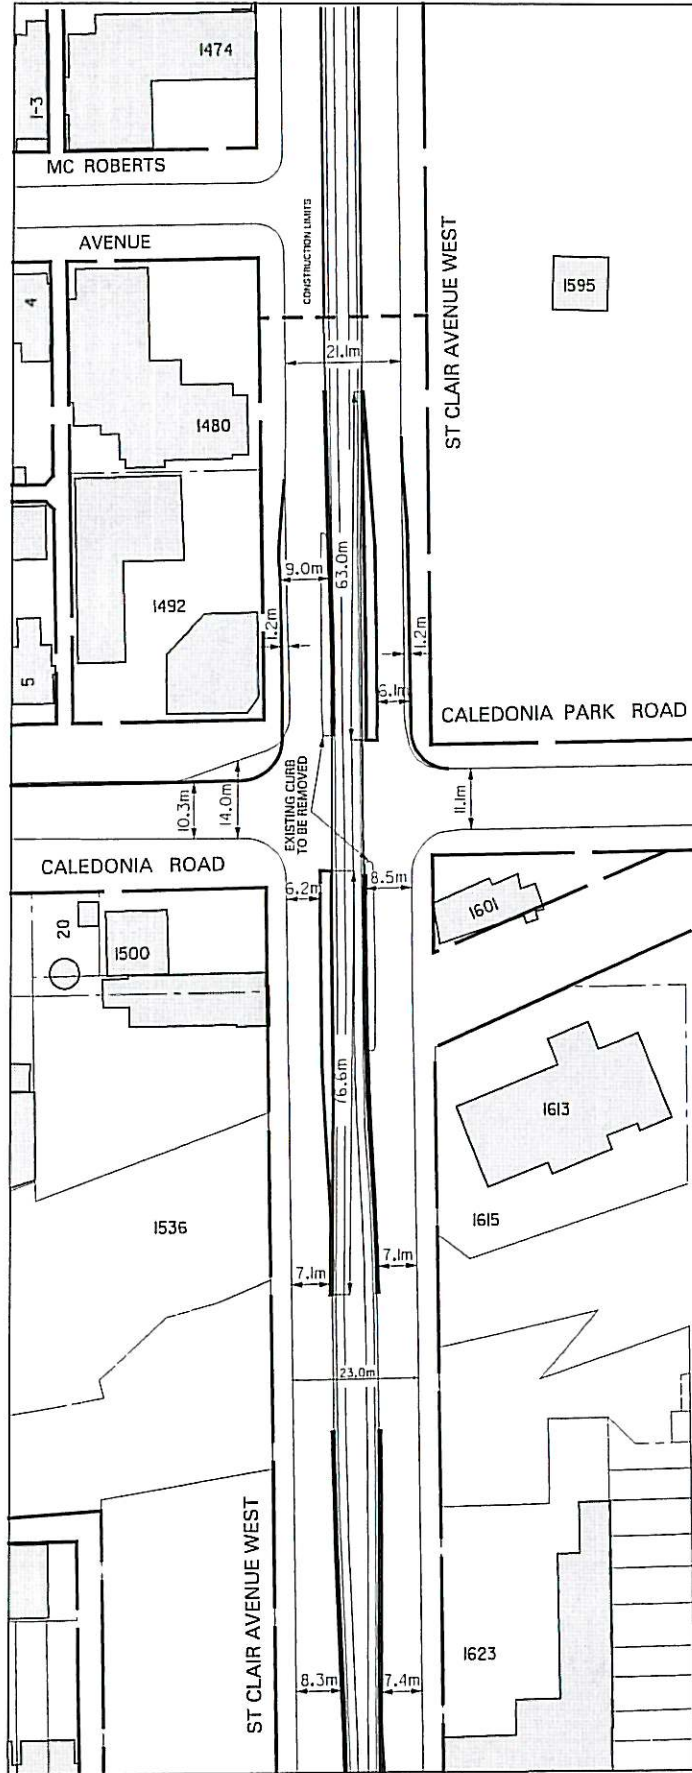 1474
1-3
MC ROBERTS
AVENUE
CONSTRUCTION LIMITS
ST CLAIR AVENUE WEST
1595
4
21.1m
1480
9.0m
63.0m
1492
1.2m
1.2m
5
6.1m
CALEDONIA PARK ROAD
10.3m
14.0m
EXISTING CURB
TO BE REMOVED
11.1m
CALEDONIA ROAD
6.2m
8.5m
1601
20
1500
76.6m
1613
1536
1615
7.1m
7.1m
23.0m
ST CLAIR AVENUE WEST
1623
8.3m
7.4m